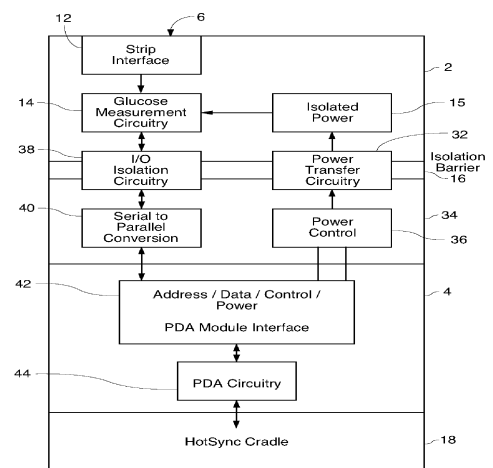 12
6
Strip
Interface
2
14
Glucose
Measurement
Circuitry
Isolated
Power
15
32
38
I/O
Isolation
Circuitry
Power
Transfer
Circuitry
Isolation
Barrier
16
40
Serial to
Parallel
Conversion
Power
Control
34
36
42
Address / Data / Control /
Power
PDA Module Interface
4
44
PDA Circuitry
HotSync Cradle
18